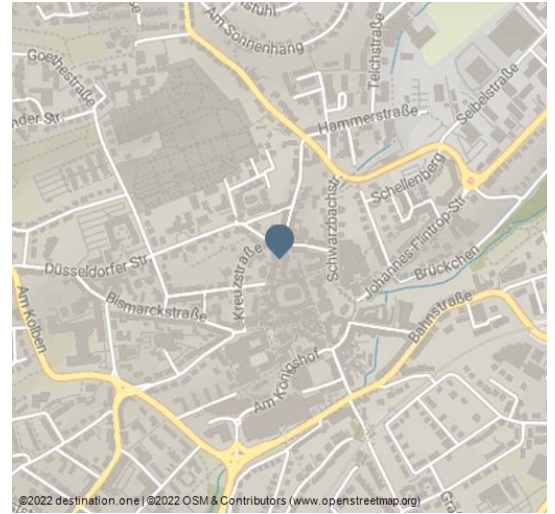 Am Sonnenhang
Goethestraße
Teichstraße
Seibelstraße
Hammerstraße
Schellenberg
Schwarzbachstr.
Johannes-Flintrop-Str.
Brückchen
Düsseldorfer Str.
Kreuzstraße
Bismarckstraße
Am Kolben
Bahnstraße
Am Königshof
©2022 destination.one | ©2022 OSM & Contributors (www.openstreetmap.org)